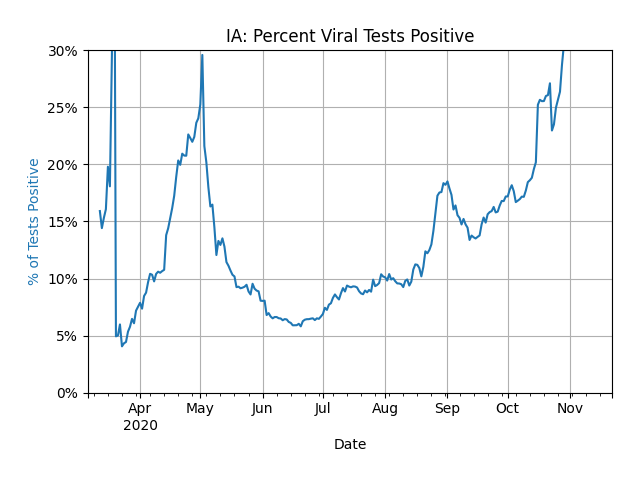 IA: Percent Viral Tests Positive
30%
25%
20%
15%
10%
5%
0%
% of Tests Positive
Apr May Jun Jul Aug Sep Oct Nov
2020
Date